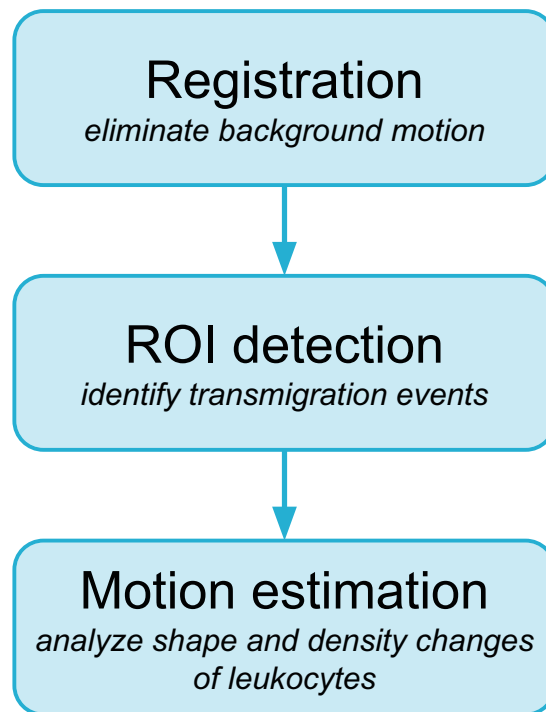 Registration
eliminate background motion
ROI detection
identify transmigration events
Motion estimation
analyze shape and density changes
of leukocytes